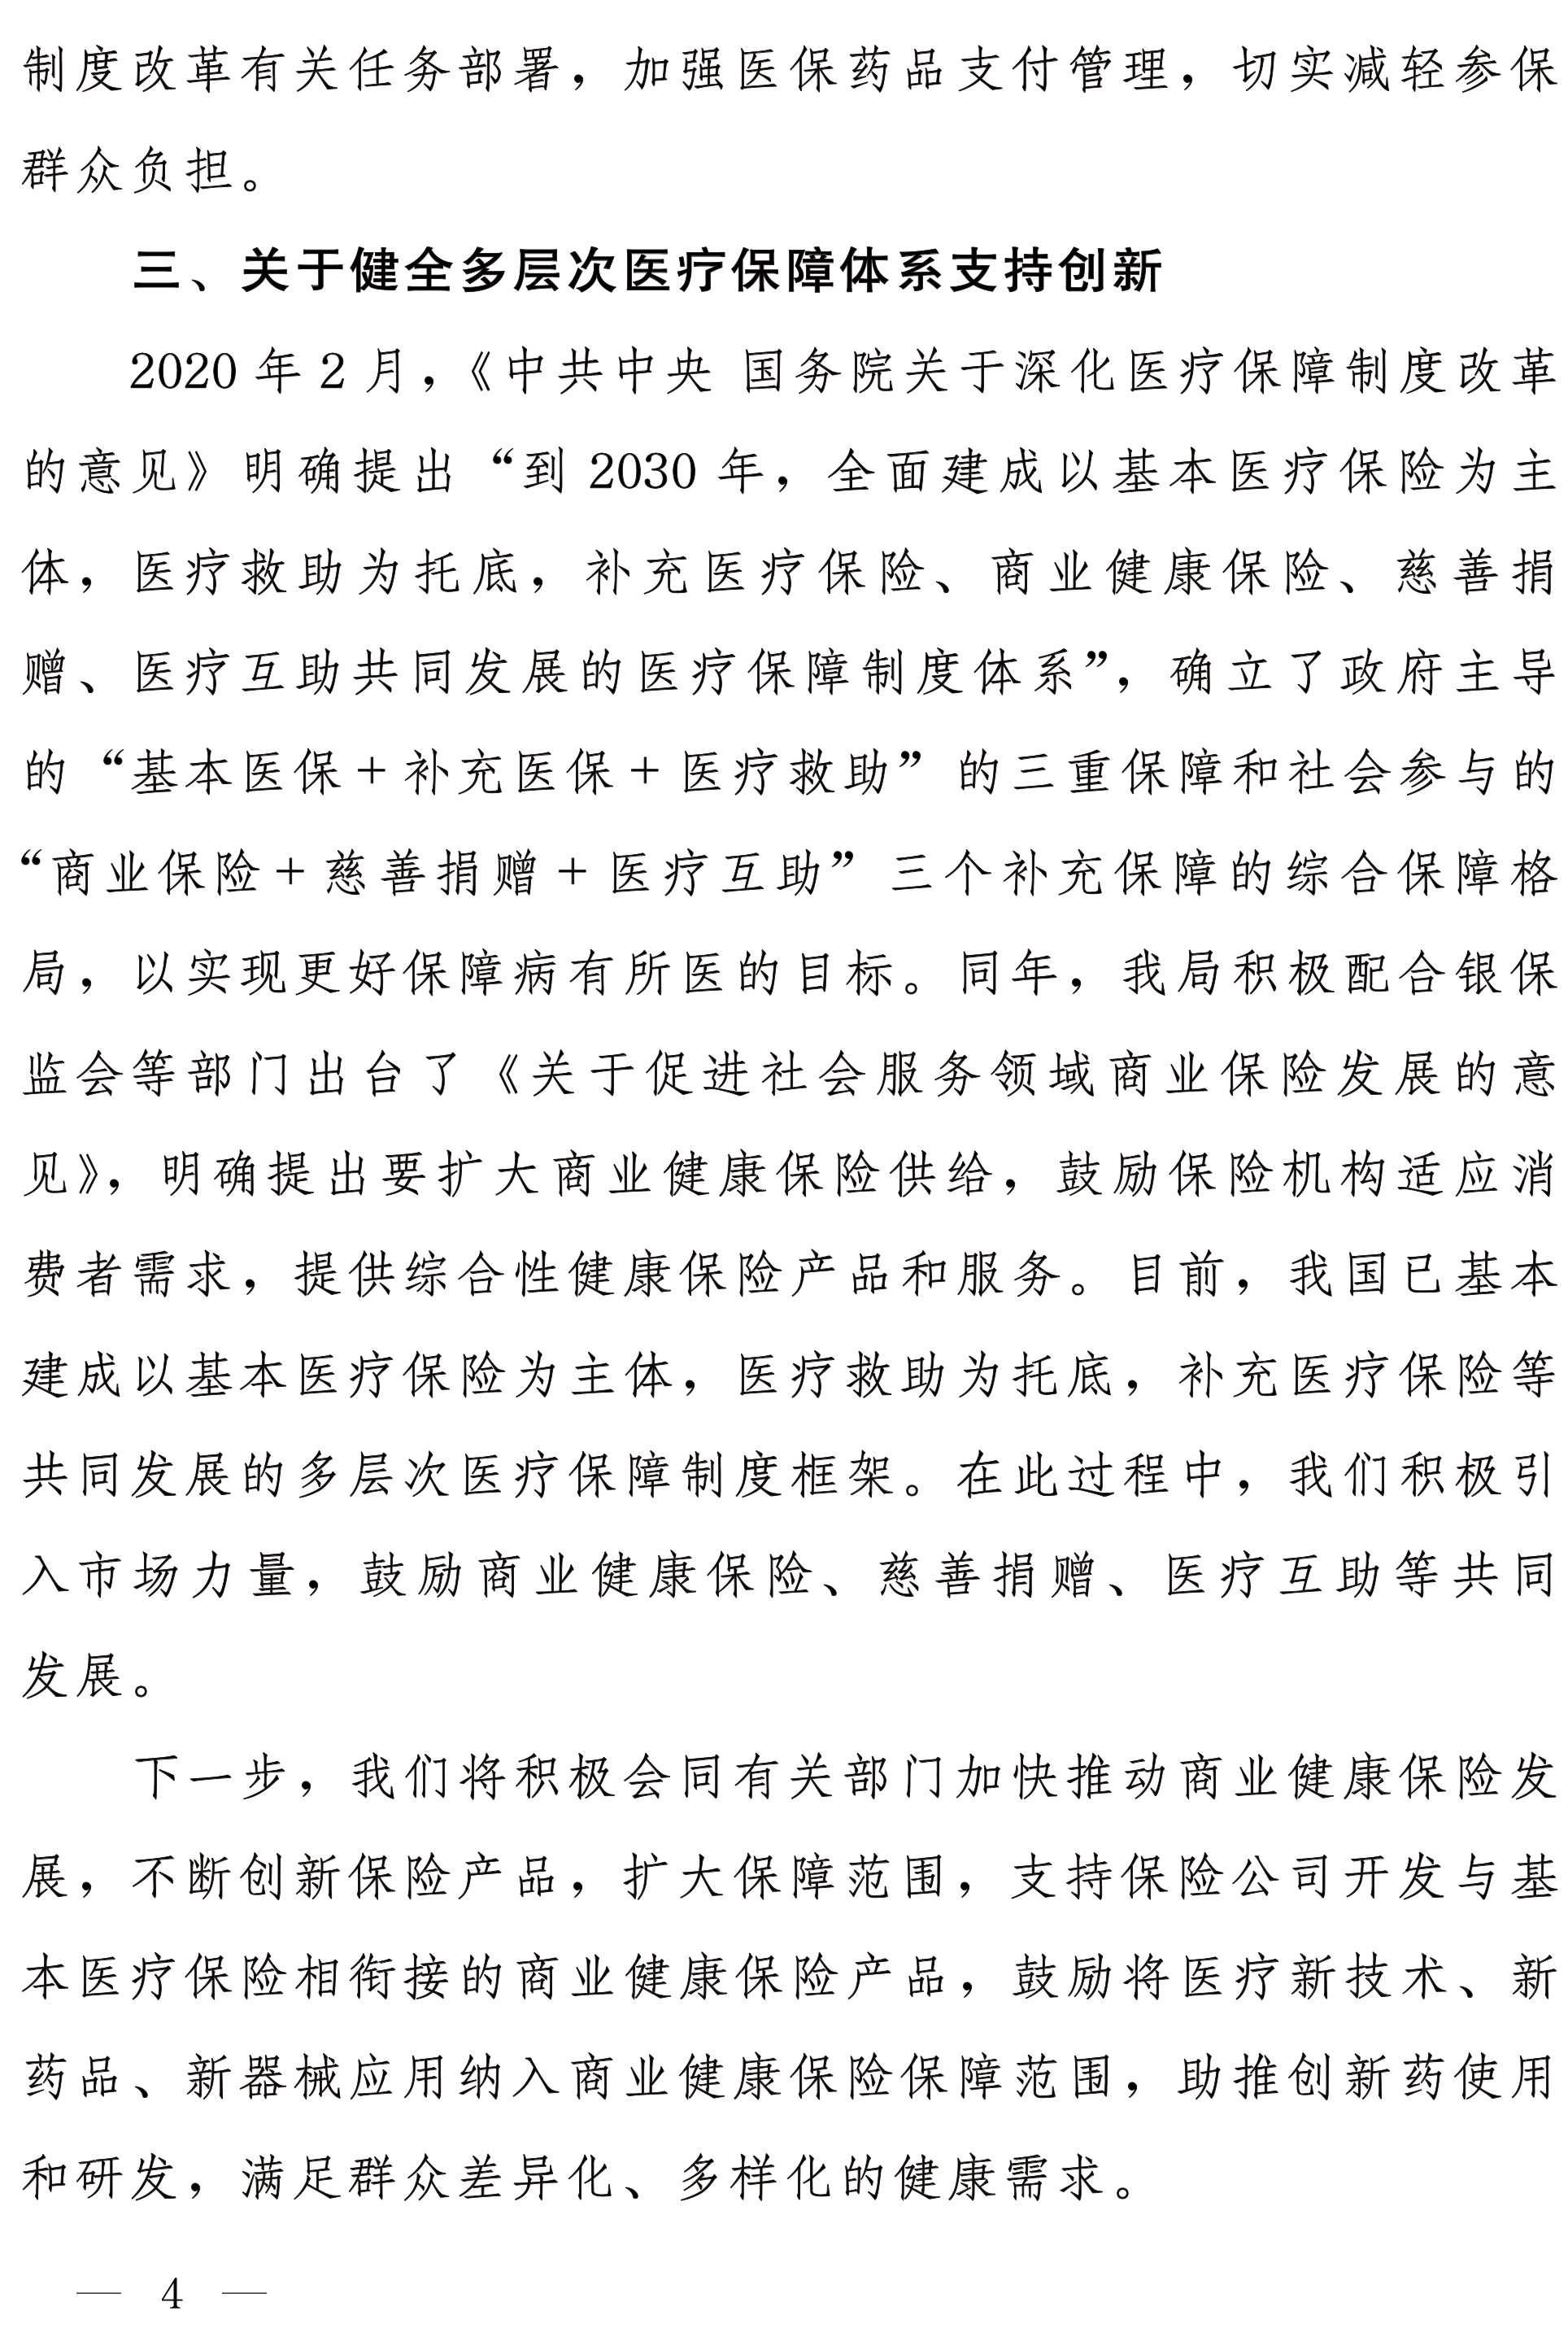 制度改革有关任务部署，加强医保药品支付管理，切实减轻参保
群众负担。
三、关于健全多层次医疗保障体系支持创新
2020 年 2 月，《中共中央 国务院关于深化医疗保障制度改革
的意见》明确提出“到 2030 年，全面建成以基本医疗保险为主
体，医疗救助为托底，补充医疗保险、商业健康保险、慈善捐
赠、医疗互助共同发展的医疗保障制度体系”，确立了政府主导
的“基本医保＋补充医保＋医疗救助”的三重保障和社会参与的
“商业保险＋慈善捐赠＋医疗互助”三个补充保障的综合保障格
局，以实现更好保障病有所医的目标。同年，我局积极配合银保
监会等部门出台了《关于促进社会服务领域商业保险发展的意
见》，明确提出要扩大商业健康保险供给，鼓励保险机构适应消
费者需求，提供综合性健康保险产品和服务。目前，我国已基本
建成以基本医疗保险为主体，医疗救助为托底，补充医疗保险等
共同发展的多层次医疗保障制度框架。在此过程中，我们积极引
入市场力量，鼓励商业健康保险、慈善捐赠、医疗互助等共同
发展。
下一步，我们将积极会同有关部门加快推动商业健康保险发
展，不断创新保险产品，扩大保障范围，支持保险公司开发与基
本医疗保险相衔接的商业健康保险产品，鼓励将医疗新技术、新
药品、新器械应用纳入商业健康保险保障范围，助推创新药使用
和研发，满足群众差异化、多样化的健康需求。
— 4 —